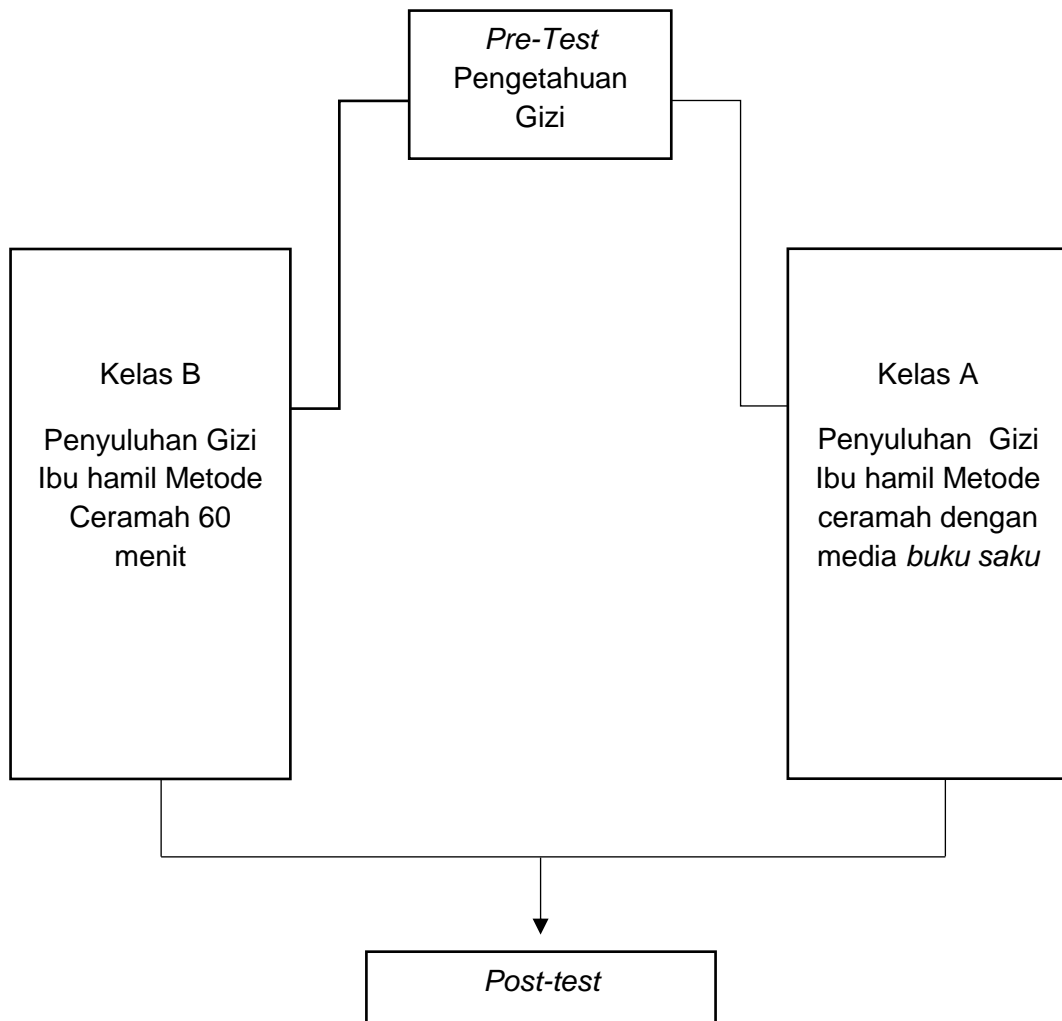 Pre-Test
Pengetahuan
Gizi
Kelas B
Penyuluhan Gizi
Ibu hamil Metode
Ceramah 60
menit
Kelas A
Penyuluhan Gizi
Ibu hamil Metode
ceramah dengan
media buku saku
Post-test